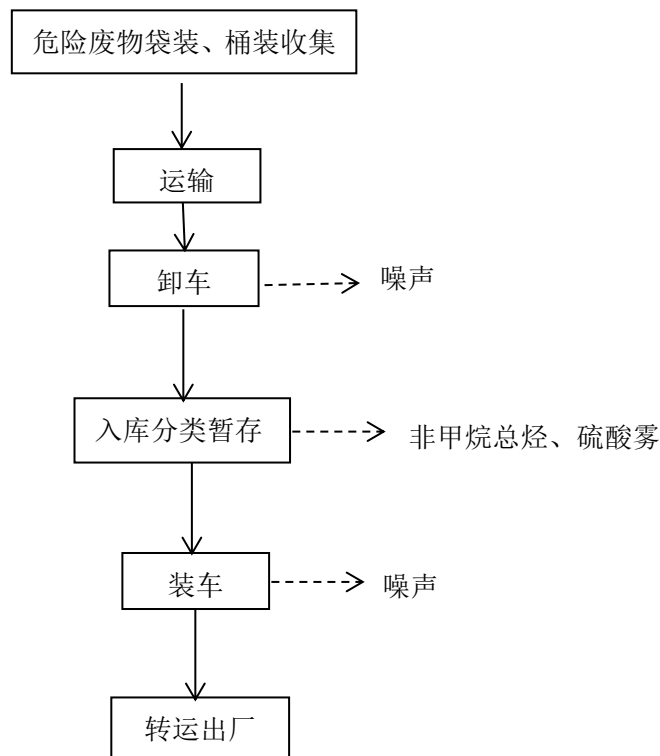 危险废物袋装、桶装收集
运输
卸车
噪声
入库分类暂存
非甲烷总烃、硫酸雾
装车
噪声
转运出厂